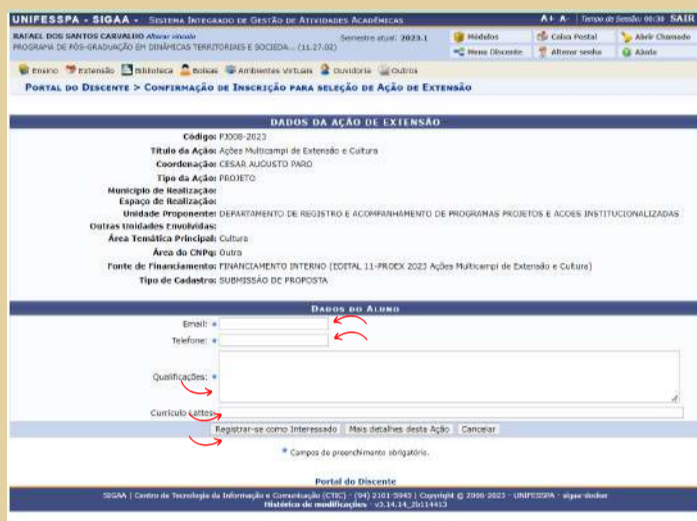 UNIFESSPA - SIGAA - Sistema Integrado de Gestão de Atividades Acadêmicas A+ A- | Tempo de Sessão: 00:30 SAIR
RAFAEL DOS SANTOS CARVALHO Alterar vínculo Semestre atual: 2023.1 Módulos Caixa Postal Abrir Chamado
PROGRAMA DE PÓS-GRADUAÇÃO EM DINÂMICAS TERRITORIAIS E SOCIEDA... (11.27.02) Menu Discente Alterar senha Ajuda
Ensino Extensão Biblioteca Bolsas Ambientes Virtuais Ouvidoria Outros
Portal do Discente > Confirmação de Inscrição para seleção de Ação de Extensão
Dados da Ação de Extensão
Código: PJ008-2023
Título da Ação: Ações Multicampi de Extensão e Cultura
Coordenação: CESAR AUGUSTO PARO
Tipo da Ação: PROJETO
Município de Realização:
Espaço de Realização:
Unidade Proponente: DEPARTAMENTO DE REGISTRO E ACOMPANHAMENTO DE PROGRAMAS PROJETOS E ACOES INSTITUCIONALIZADAS
Outras Unidades Envolvidas:
Área Temática Principal: Cultura
Área do CNPq: Outra
Fonte de Financiamento: FINANCIAMENTO INTERNO (EDITAL 11-PROEX 2023 Ações Multicampi de Extensão e Cultura)
Tipo de Cadastro: SUBMISSÃO DE PROPOSTA
Dados do Aluno
Email:
Telefone:
Qualificações:
Currículo Lattes:
Registrar-se como Interessado Mais detalhes desta Ação Cancelar
Campos de preenchimento obrigatório.
Portal do Discente
SIGAA | Centro de Tecnologia da Informação e Comunicação (CTIC) - (94) 2101-5945 | Copyright © 2006-2023 - UNIFESSPA - sigaa-docker
Histórico de modificações - v3.14.14_2b114413